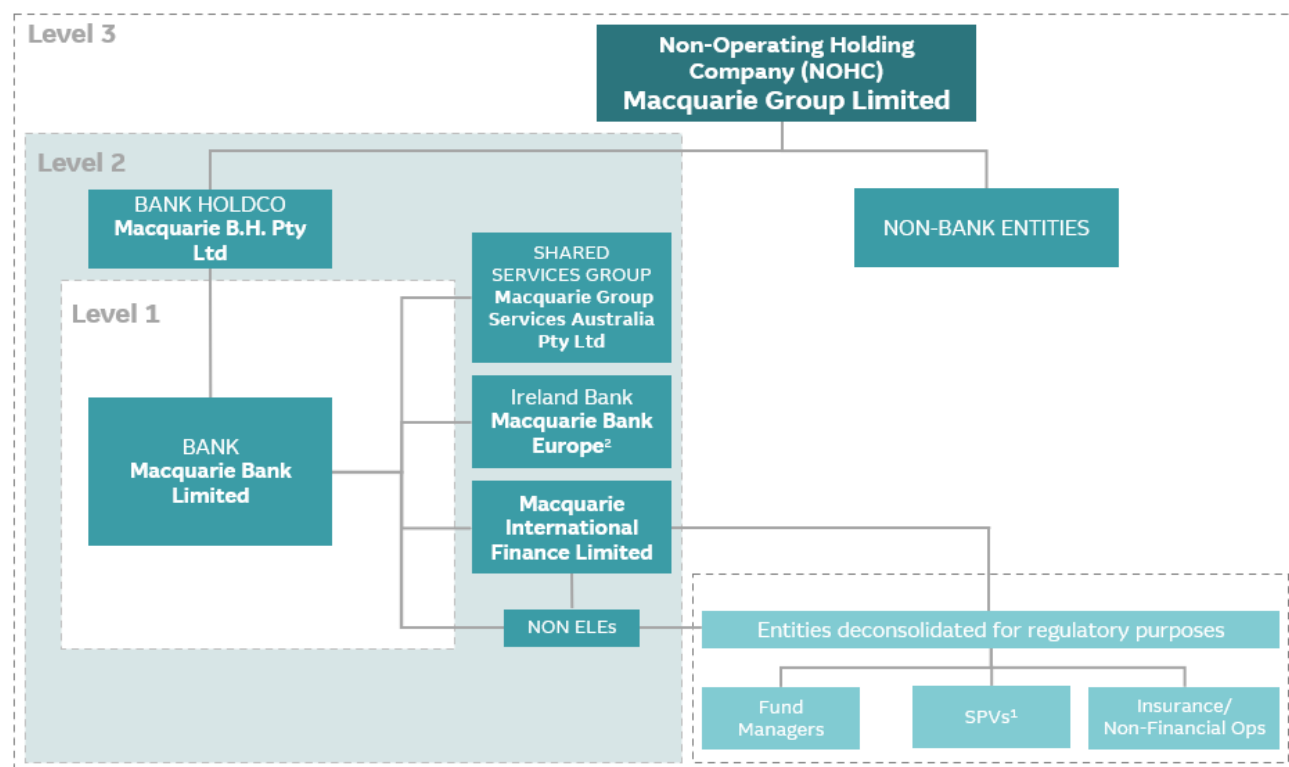 Level 3
Non-Operating Holding
Company (NOHC)
Macquarie Group Limited
Level 2
BANK HOLDCO
Macquarie B.H. Pty
Ltd
NON-BANK ENTITIES
SHARED
SERVICES GROUP
Macquarie Group
Services Australia
Pty Ltd
Level 1
Ireland Bank
Macquarie Bank
Europe²
BANK
Macquarie Bank
Limited
Macquarie
International
Finance Limited
NON ELEs
Entities deconsolidated for regulatory purposes
Fund
Managers
SPVs¹
Insurance/
Non-Financial Ops